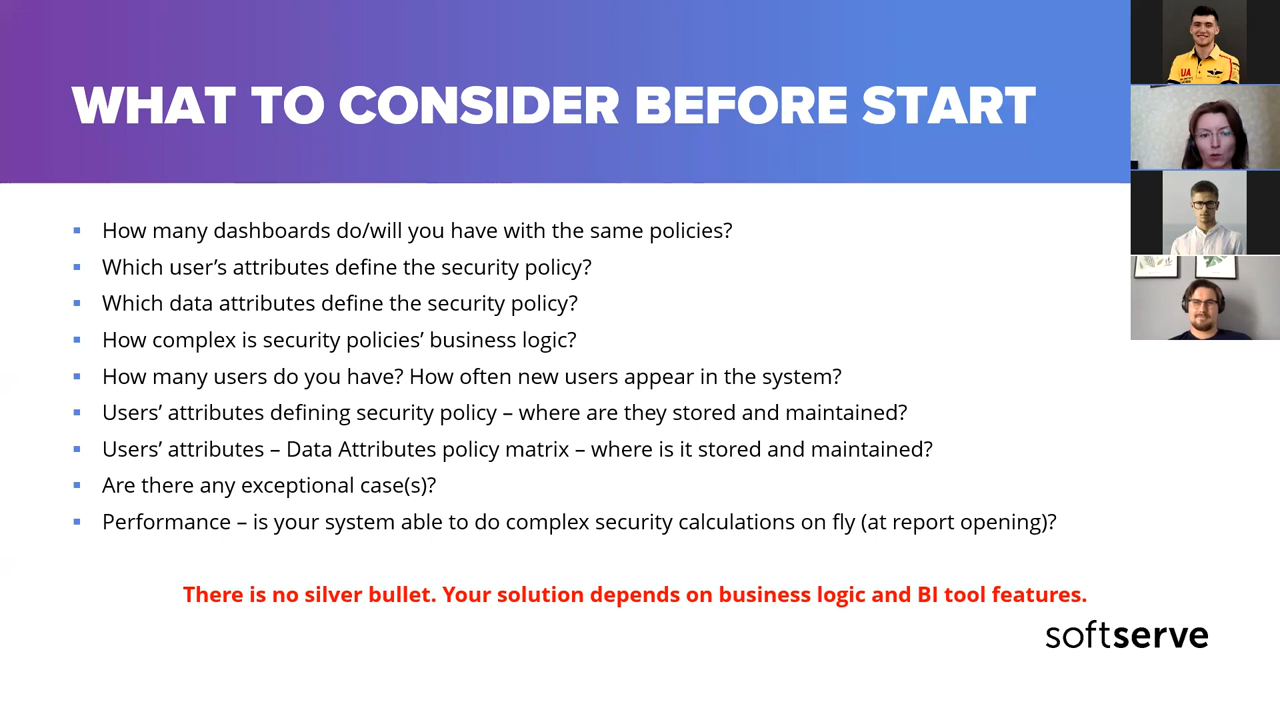 WHAT TO CONSIDER BEFORE START
How many dashboards do/will you have with the same policies?
Which user’s attributes define the security policy?
Which data attributes define the security policy?
How complex is security policies’ business logic?
How many users do you have? How often new users appear in the system?
Users’ attributes defining security policy – where are they stored and maintained?
Users’ attributes – Data Attributes policy matrix – where is it stored and maintained?
Are there any exceptional case(s)?
Performance – is your system able to do complex security calculations on fly (at report opening)?
There is no silver bullet. Your solution depends on business logic and BI tool features.
softserve
UA